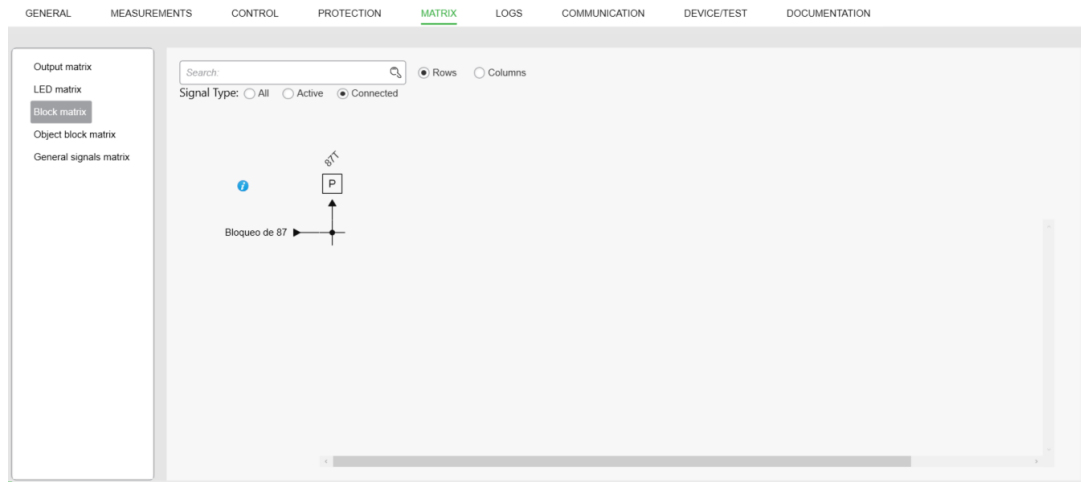 GENERAL MEASUREMENTS CONTROL PROTECTION MATRIX LOGS COMMUNICATION DEVICE/TEST DOCUMENTATION
Output matrix
LED matrix
Block matrix
Object block matrix
General signals matrix
Search:
Rows Columns
Signal Type: All Active Connected
87T
P
Bloqueo de 87